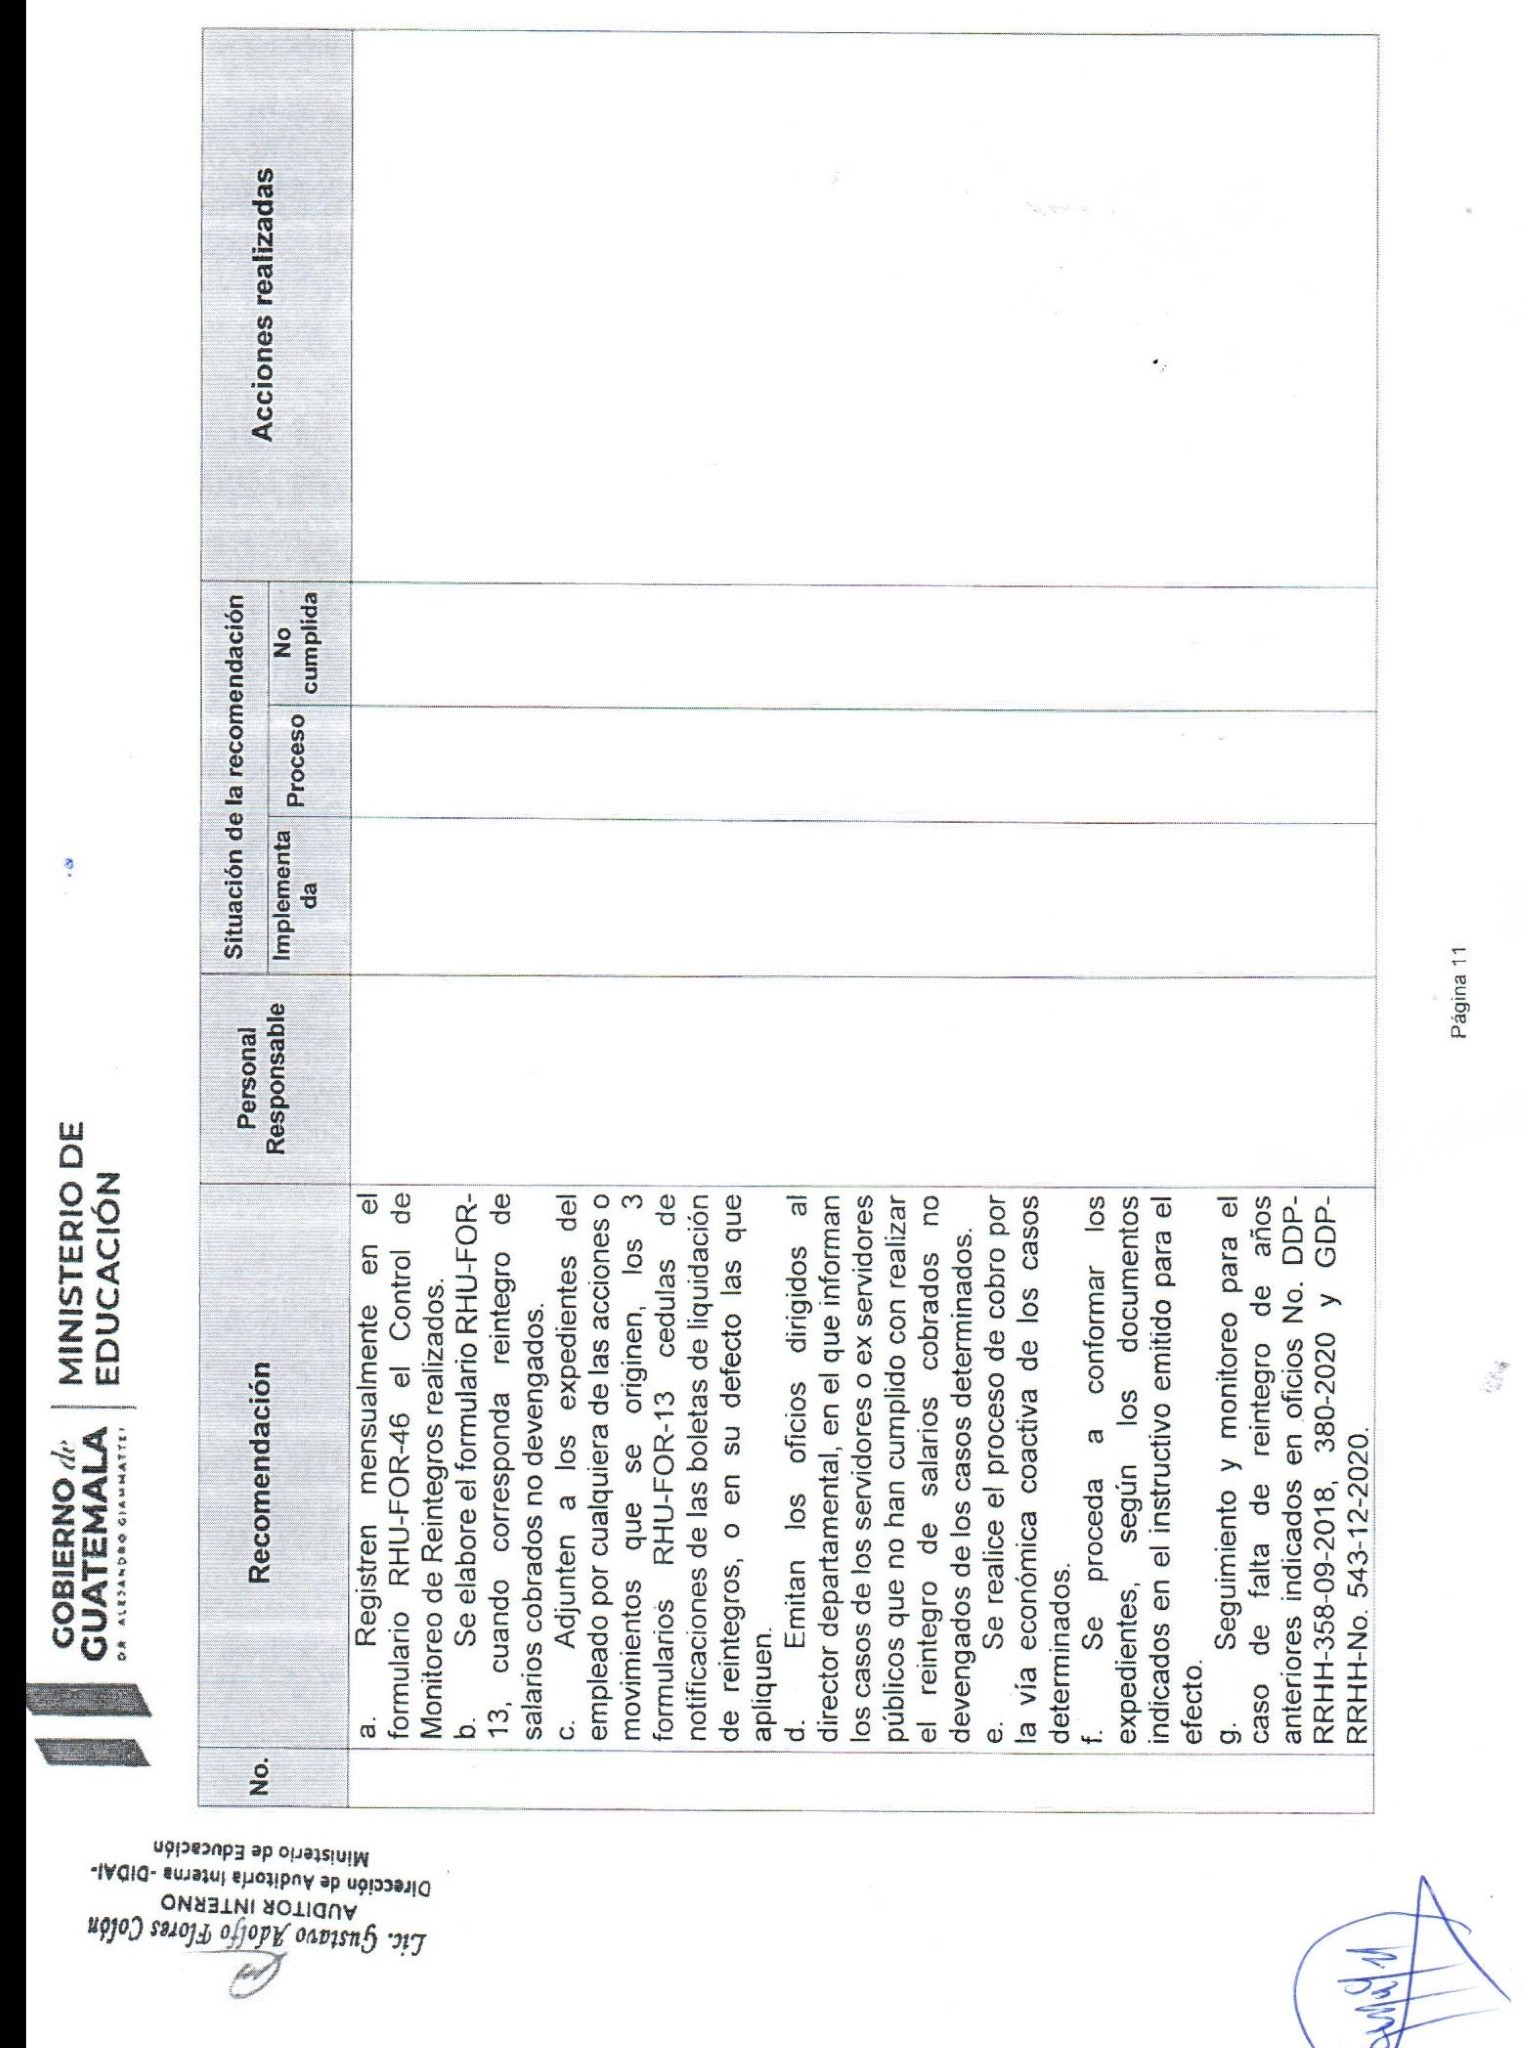 GOBIERNO de
GUATEMALA
DR. ALEJANDRO GIAMMATTEI
MINISTERIO DE
EDUCACIÓN
No.
Recomendación
Personal
Responsable
Situación de la recomendación
Implementa
da
Proceso
No
cumplida
Acciones realizadas
a. Registren mensualmente en el
formulario RHU-FOR-46 el Control de
Monitoreo de Reintegros realizados.
b. Se elabore el formulario RHU-FOR-
13, cuando corresponda reintegro de
salarios cobrados no devengados.
c. Adjunten a los expedientes del
empleado por cualquiera de las acciones o
movimientos que se originen, los 3
formularios RHU-FOR-13 cedulas de
notificaciones de las boletas de liquidación
de reintegros, o en su defecto las que
apliquen.
d. Emitan los oficios dirigidos al
director departamental, en el que informan
los casos de los servidores o ex servidores
públicos que no han cumplido con realizar
el reintegro de salarios cobrados no
devengados de los casos determinados.
e. Se realice el proceso de cobro por
la vía económica coactiva de los casos
determinados.
f. Se proceda a conformar los
expedientes, según los documentos
indicados en el instructivo emitido para el
efecto.
g. Seguimiento y monitoreo para el
caso de falta de reintegro de años
anteriores indicados en oficios No. DDP-
RRHH-358-09-2018, 380-2020 y GDP-
RRHH-No. 543-12-2020.
Página 11
Lic. Gustavo Adolfo Flores Colón
AUDITOR INTERNO
Dirección de Auditoría Interna -DIDAI-
Ministerio de Educación